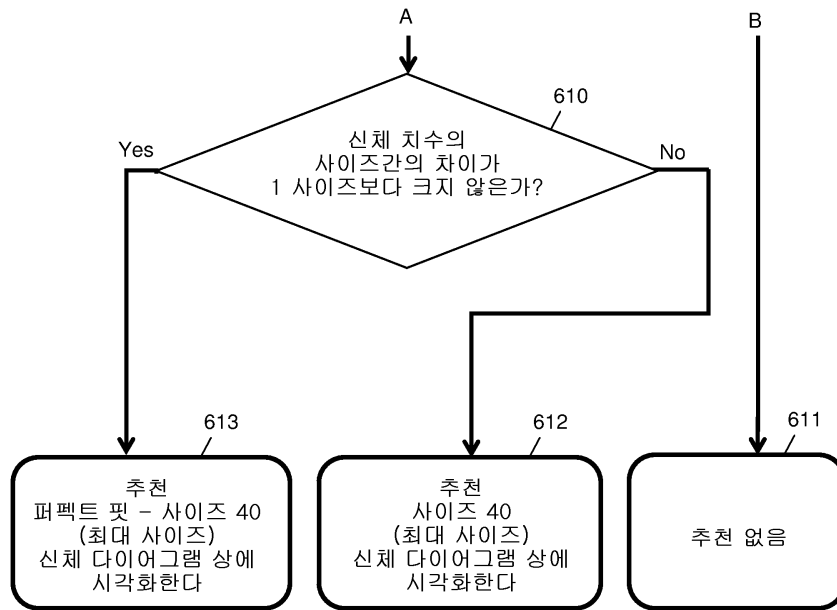 A
B
610
신체 치수의
사이즈간의 차이가
1 사이즈보다 크지 않은가?
Yes
No
613
612
611
추천
퍼펙트 핏 – 사이즈 40
(최대 사이즈)
신체 다이어그램 상에
시각화한다
추천
사이즈 40
(최대 사이즈)
신체 다이어그램 상에
시각화한다
추천 없음